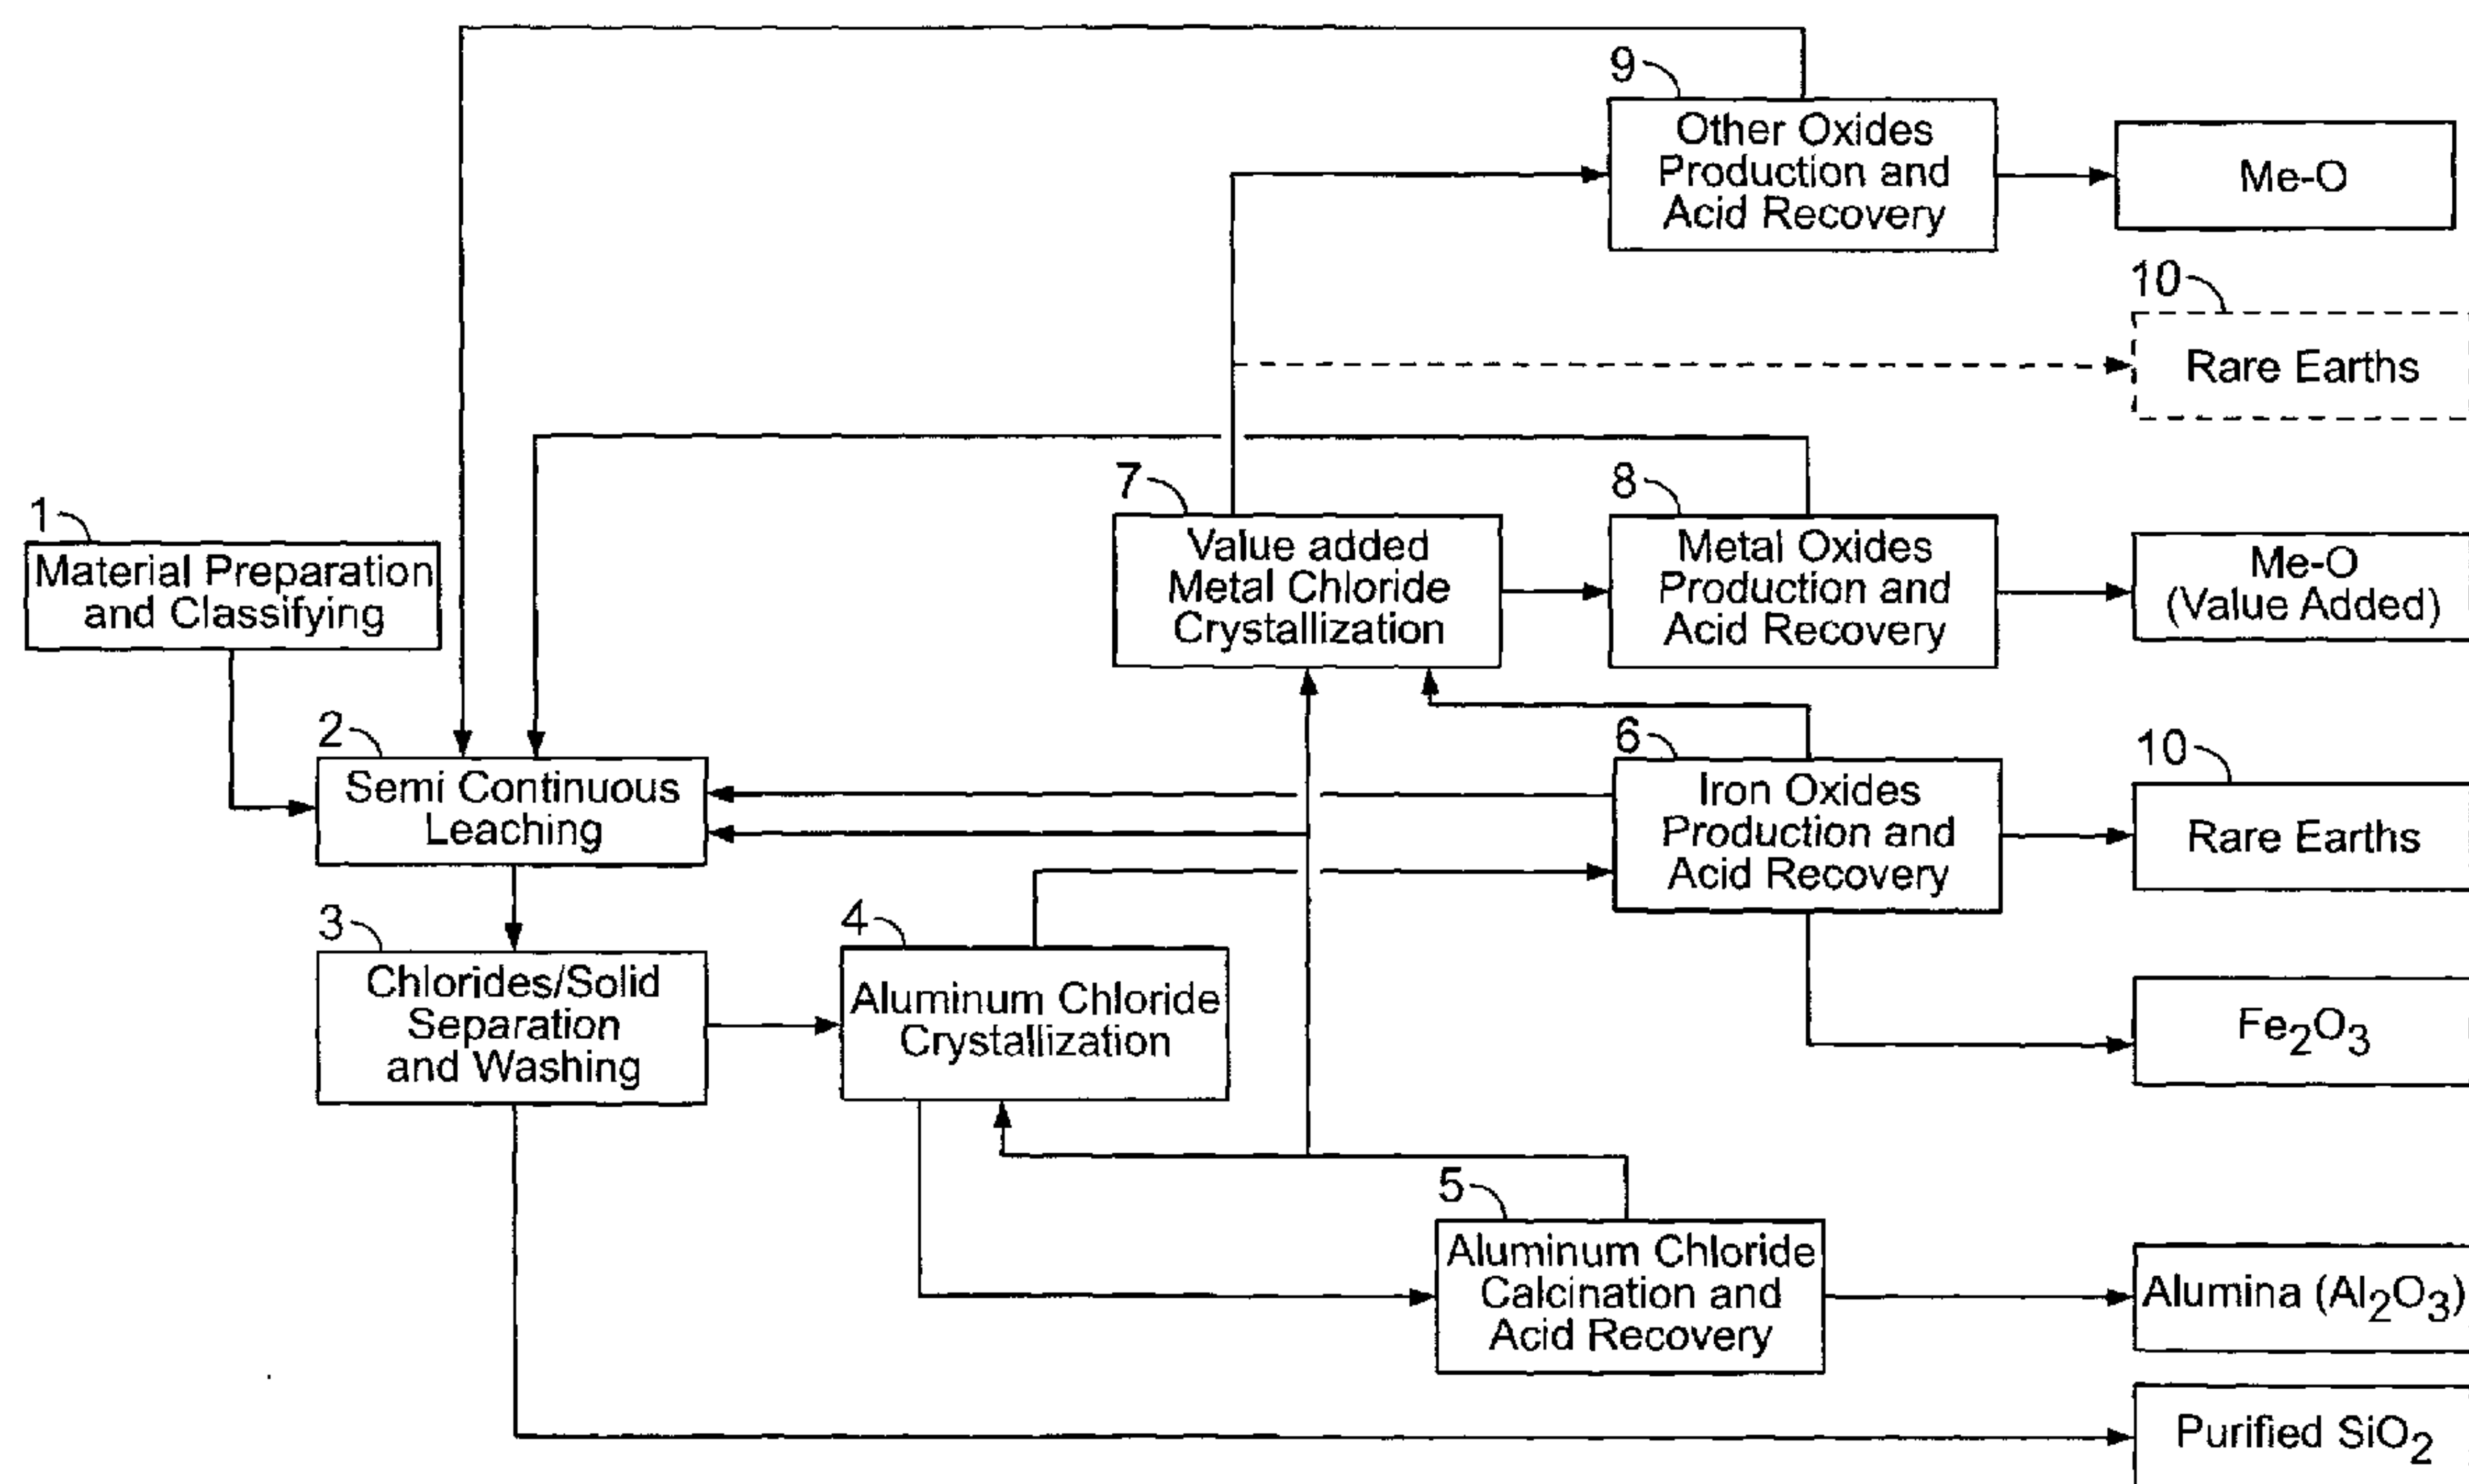 9
Other Oxides
Production and
Acid Recovery
Me-O
10
Rare Earths
1
Material Preparation
and Classifying
7
Value added
Metal Chloride
Crystallization
8
Metal Oxides
Production and
Acid Recovery
Me-O
(Value Added)
2
Semi Continuous
Leaching
6
Iron Oxides
Production and
Acid Recovery
10
Rare Earths
3
Chlorides/Solid
Separation
and Washing
4
Aluminum Chloride
Crystallization
Fe2O3
5
Aluminum Chloride
Calcination and
Acid Recovery
Alumina (Al2O3)
Purified SiO2